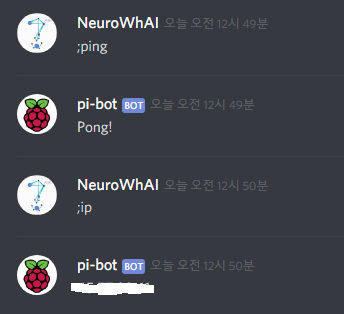 NeuroWhAI 오늘 오전 12시 49분
;ping
pi-bot BOT 오늘 오전 12시 49분
Pong!
NeuroWhAI 오늘 오전 12시 50분
;ip
pi-bot BOT 오늘 오전 12시 50분